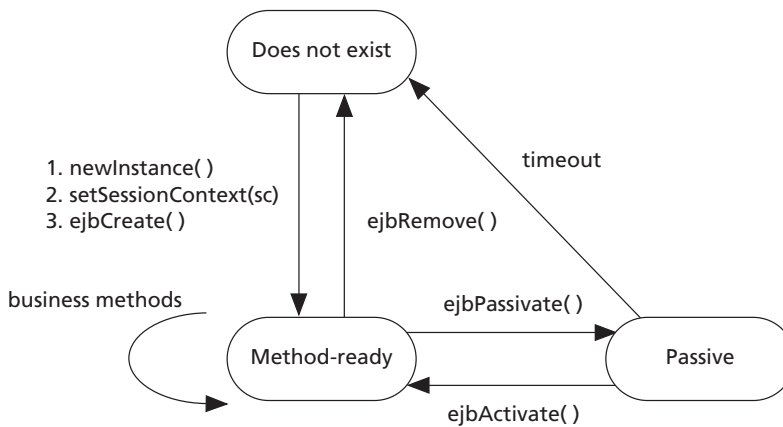 Does not exist
timeout
1. newInstance( )
2. setSessionContext(sc)
3. ejbCreate( )
ejbRemove( )
business methods
ejbPassivate( )
Method-ready
Passive
ejbActivate( )